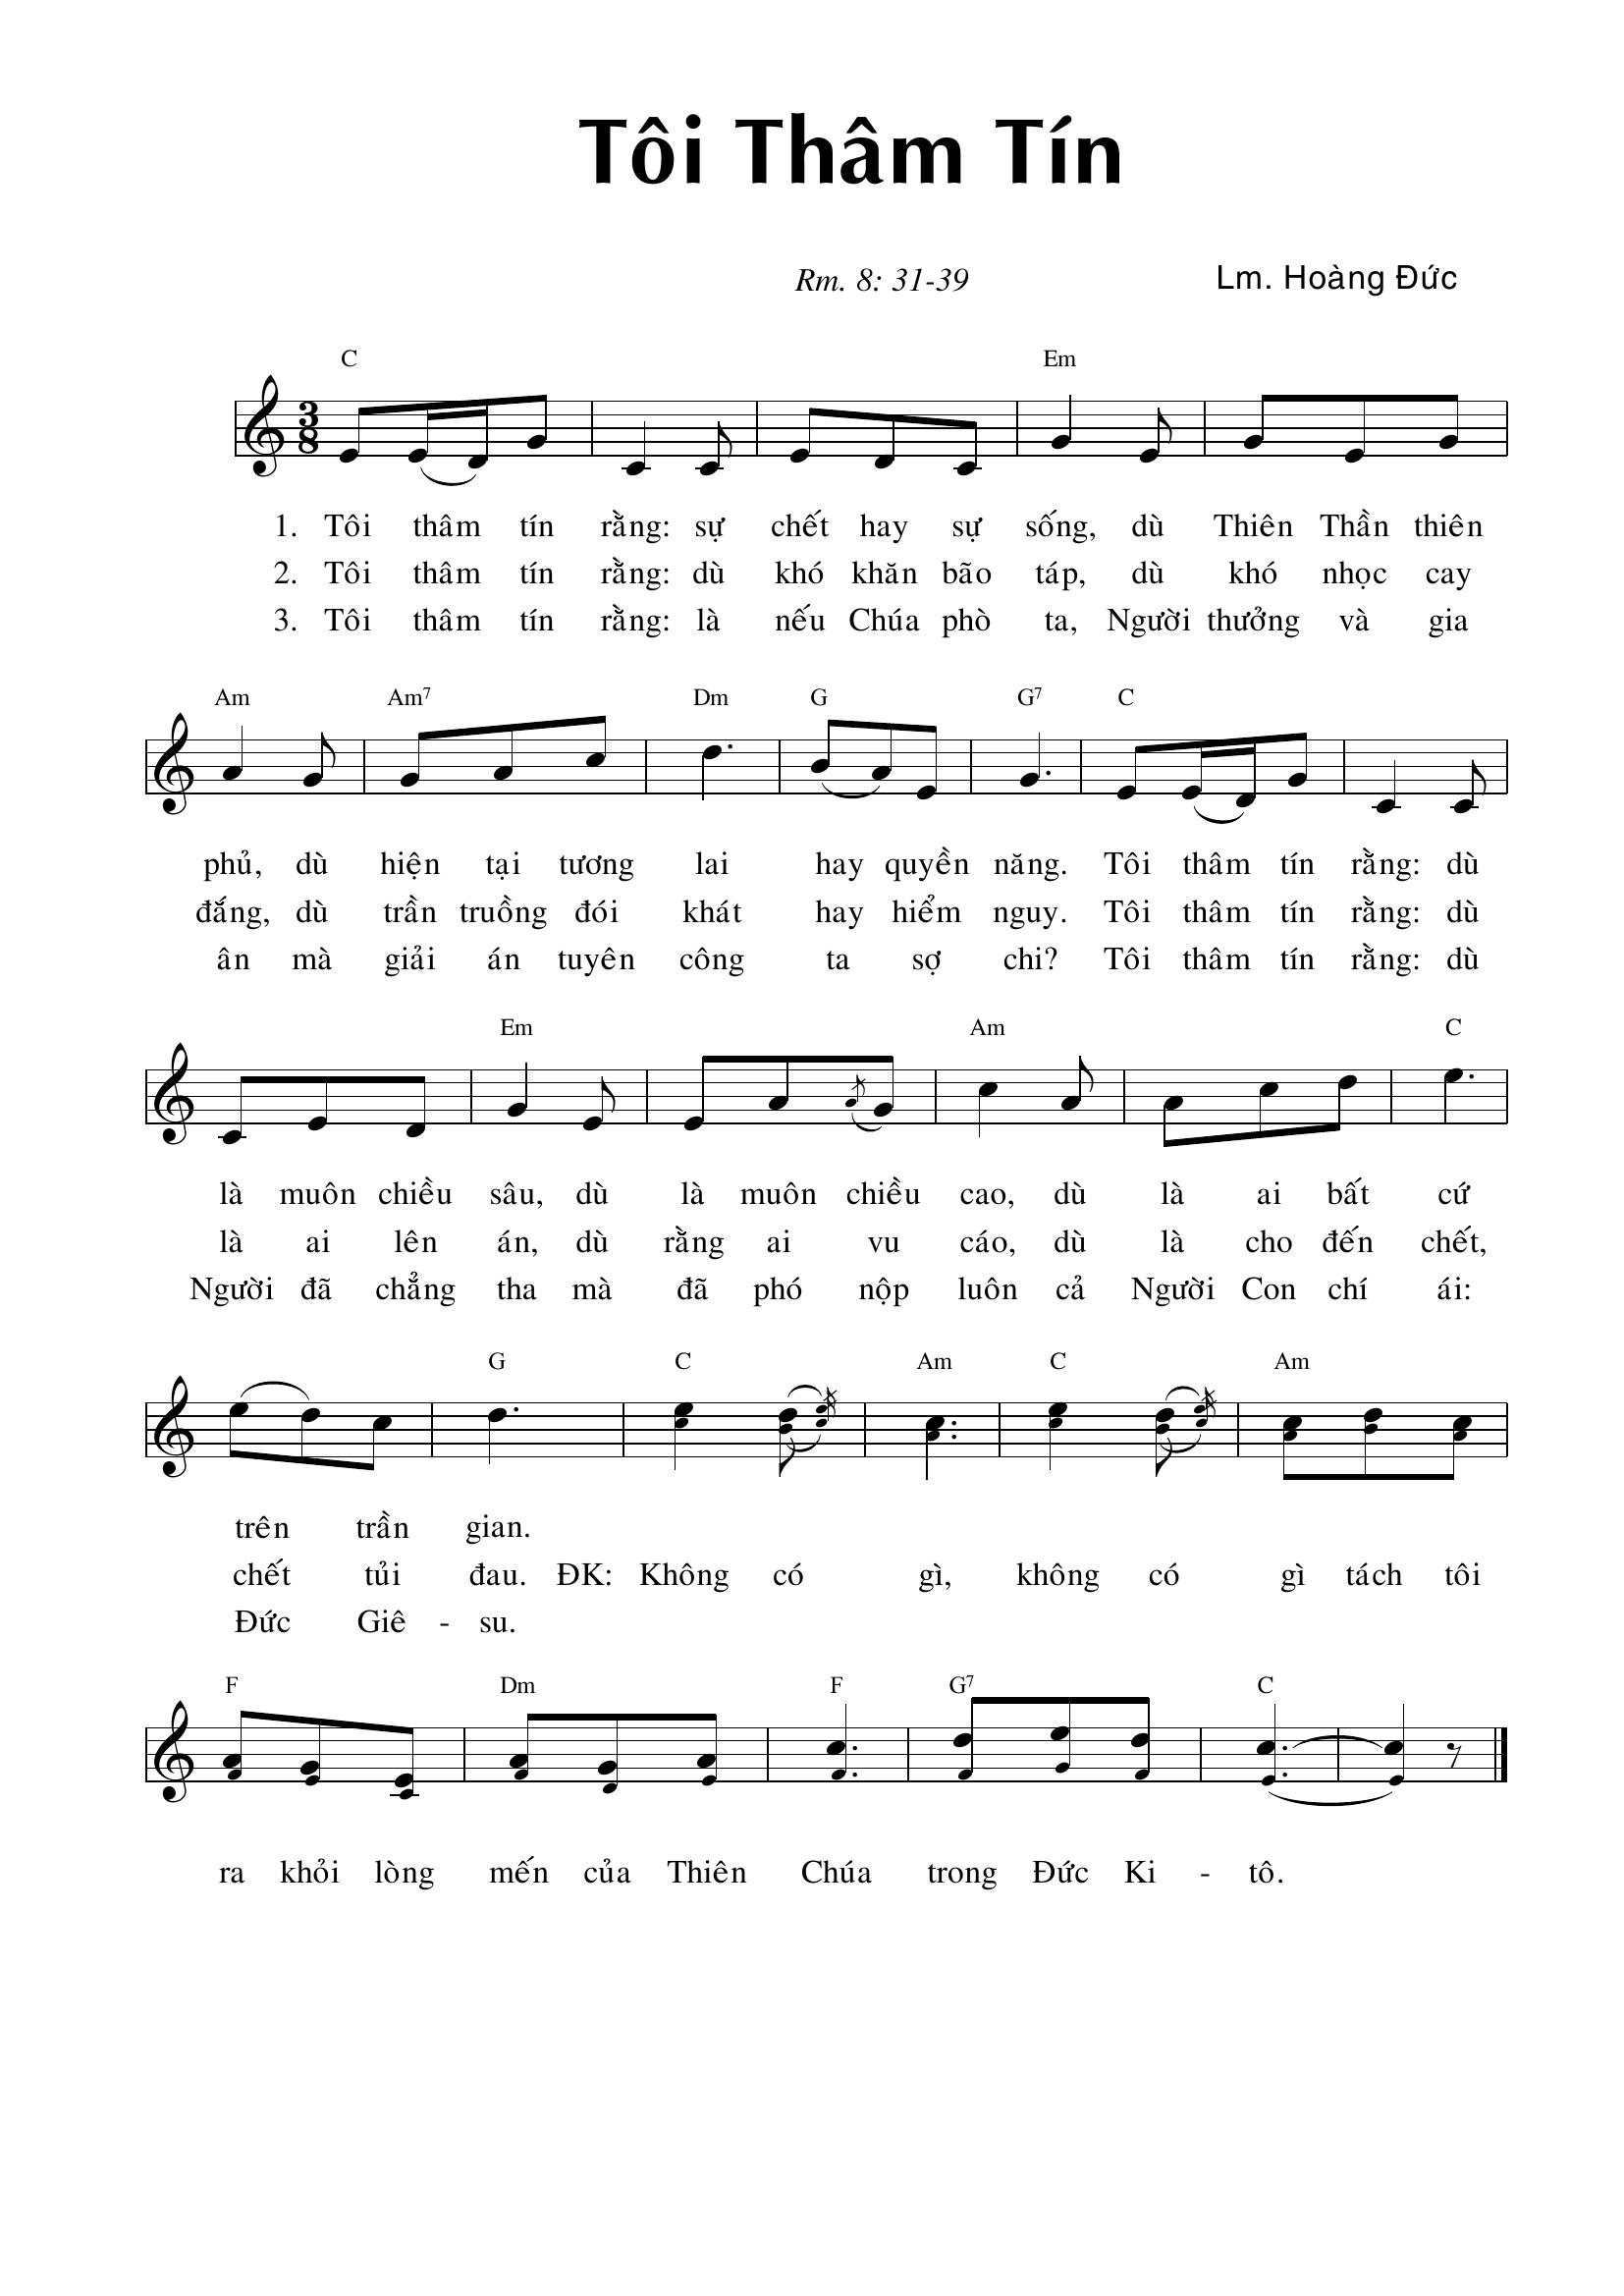 Tôi Thâm Tín
Rm. 8: 31-39 Lm. Hoàng Đức
C Em
3
8
1. Tôi thâm tín rằng: sự chết hay sự sống, dù Thiên Thần thiên
2. Tôi thâm tín rằng: dù khó khăn bão táp, dù khó nhọc cay
3. Tôi thâm tín rằng: là nếu Chúa phò ta, Người thưởng và gia
Am Am7 Dm G G7 C
phủ, dù hiện tại tương lai hay quyền năng. Tôi thâm tín rằng: dù
đắng, dù trần truồng đói khát hay hiểm nguy. Tôi thâm tín rằng: dù
ân mà giải án tuyên công ta sợ chi? Tôi thâm tín rằng: dù
Em Am C
là muôn chiều sâu, dù là muôn chiều cao, dù là ai bất cứ
là ai lên án, dù rằng ai vu cáo, dù là cho đến chết,
Người đã chẳng tha mà đã phó nộp luôn cả Người Con chí ái:
G C Am C Am
trên trần gian.
chết tủi đau. ĐK: Không có gì, không có gì tách tôi
Đức Giê - su.
F Dm F G7 C
ra khỏi lòng mến của Thiên Chúa trong Đức Ki - tô.